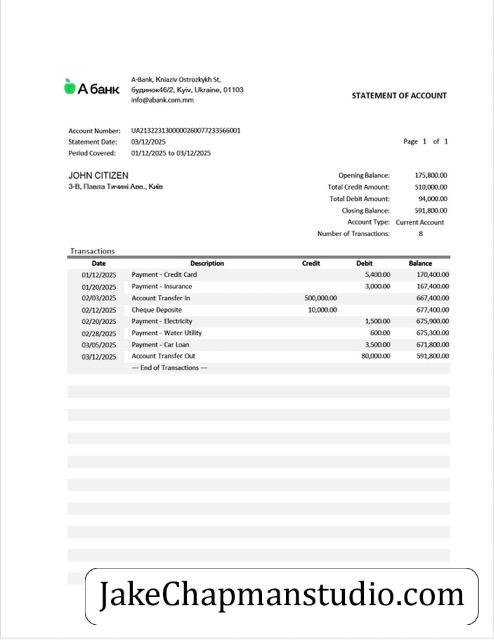 А банк
A-Bank, Kniaziv Ostrozkykh St,
будинок46/2, Kyiv, Ukraine, 01103
info@abank.com.mm
STATEMENT OF ACCOUNT
Account Number: UA2132231300000260077233566001
Statement Date: 03/12/2025
Page 1 of 1
Period Covered: 01/12/2025 to 03/12/2025
JOHN CITIZEN
3-В, Павла Тичині Аве., Київ
Opening Balance: 175,800.00
Total Credit Amount: 510,000.00
Total Debit Amount: 94,000.00
Closing Balance: 591,800.00
Account Type: Current Account
Number of Transactions: 8
Transactions
Date Description Credit Debit Balance
01/12/2025 Payment - Credit Card 5,400.00 170,400.00
01/20/2025 Payment - Insurance 3,000.00 167,400.00
02/03/2025 Account Transfer In 500,000.00 667,400.00
02/12/2025 Cheque Deposite 10,000.00 677,400.00
02/20/2025 Payment - Electricity 1,500.00 675,900.00
02/28/2025 Payment - Water Utility 600.00 675,300.00
03/05/2025 Payment - Car Loan 3,500.00 671,800.00
03/12/2025 Account Transfer Out 80,000.00 591,800.00
--- End of Transactions ---
JakeChapmanstudio.com